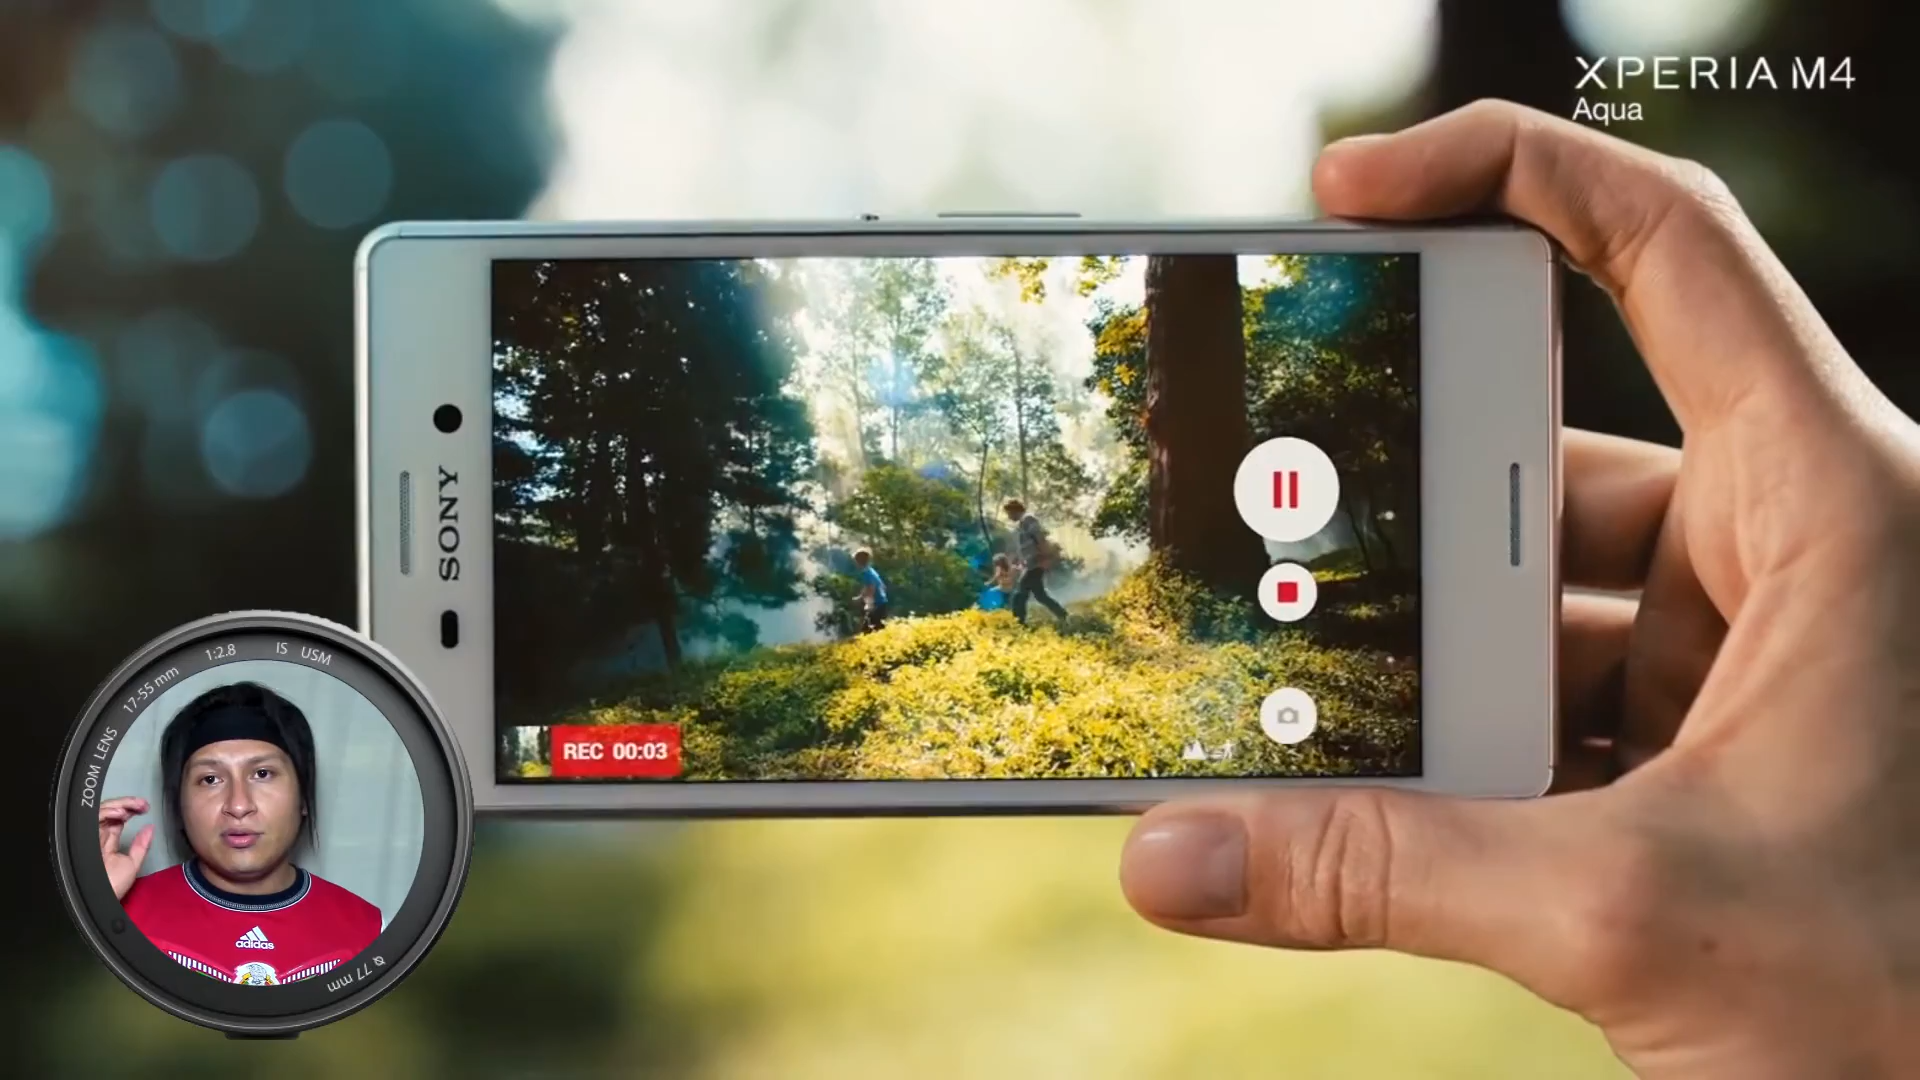 XPERIA M4
Aqua
SONY
REC 00:03
ZOOM LENS 17-55 mm 1:2.8 IS USM
adidas
Ø 77 mm